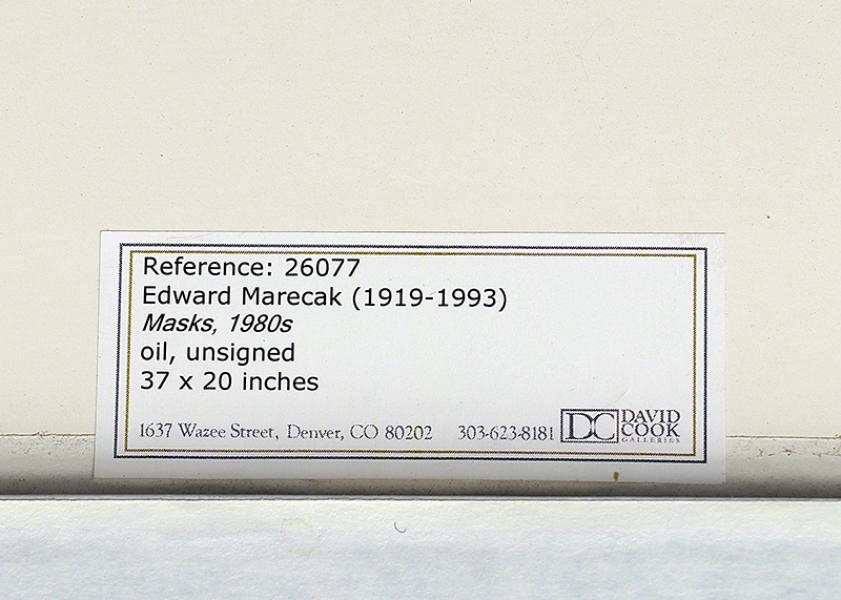 Reference: 26077
Edward Marecak (1919-1993)
Masks, 1980s
oil, unsigned
37 x 20 inches
1637 Wazee Street, Denver, CO 80202 303-623-8181 DC DAVID
COOK
GALLERIES